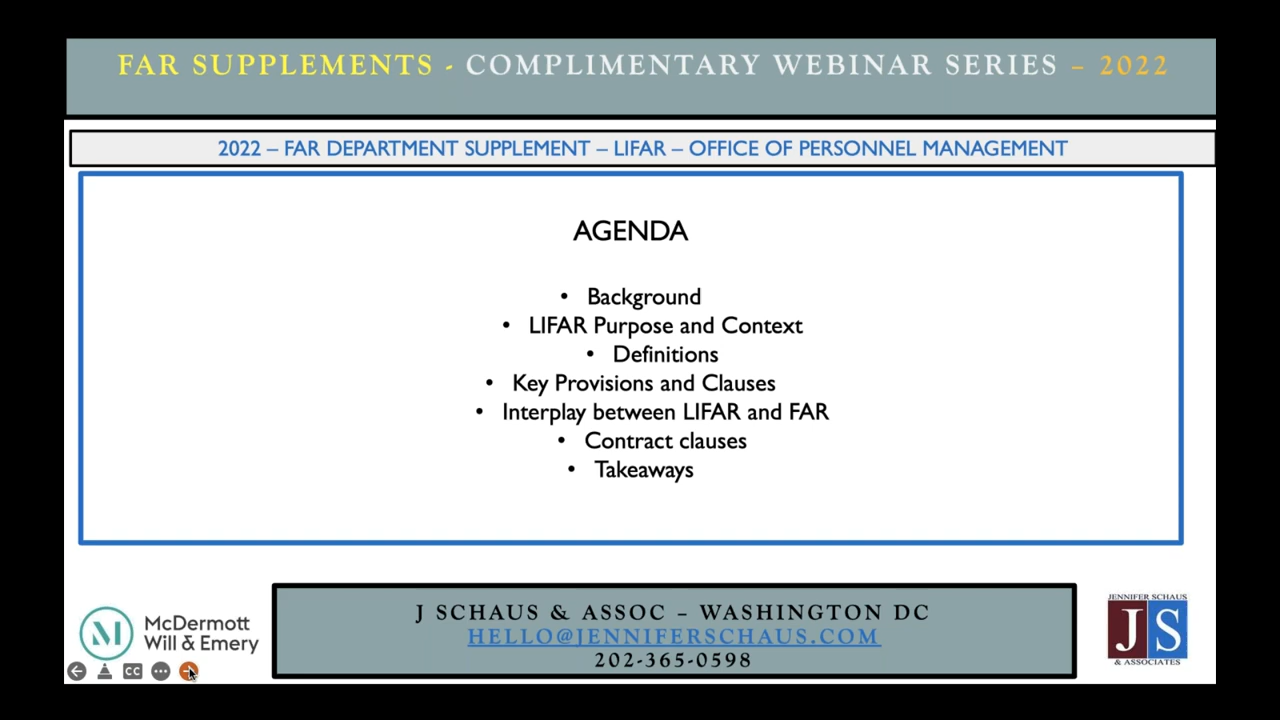 FAR SUPPLEMENTS - COMPLIMENTARY WEBINAR SERIES – 2022
2022 – FAR DEPARTMENT SUPPLEMENT – LIFAR – OFFICE OF PERSONNEL MANAGEMENT
AGENDA
• Background
• LIFAR Purpose and Context
• Definitions
• Key Provisions and Clauses
• Interplay between LIFAR and FAR
• Contract clauses
• Takeaways
M McDermott
Will & Emery
CC
J SCHAUS & ASSOC – WASHINGTON DC
HELLO@JENNIFERSCHAUS.COM
202-365-0598
JENNIFER SCHAUS
JS
& ASSOCIATES